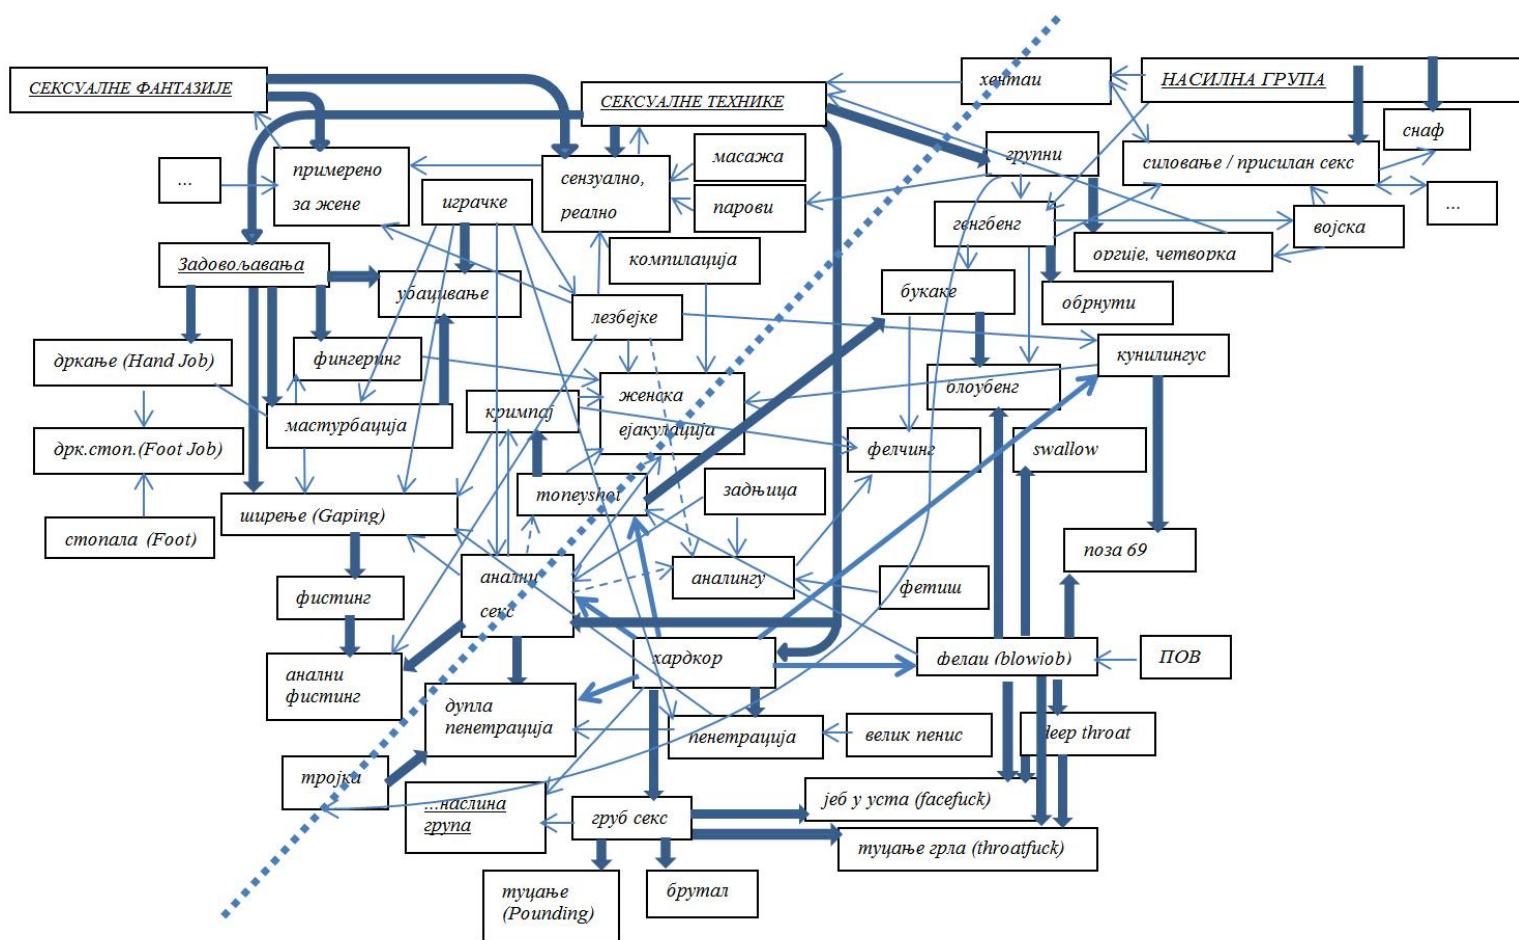 СЕКСУАЛНЕ ФАНТАЗИЈЕ
СЕКСУАЛНЕ ТЕХНИКЕ
хентаи
НАСИЛНА ГРУПА
снаф
...
примерено
за жене
играчке
сензуално,
реално
масажа
парови
групни
силовање / присилан секс
...
генгбенг
војска
оргије, четворка
Задовољавања
убацивање
компилација
букаке
обрнути
лезбејке
дркање (Hand Job)
фингеринг
кунилингус
мастурбација
кримпај
женска
ејакулација
олоубенг
дрк.стоп.(Foot Job)
фелчинг
swallow
ширење (Gaping)
moneyshot
задњица
стопала (Foot)
поза 69
фистинг
анални
секс
аналингу
фетиш
анални
фистинг
хардкор
фелаи (blowjob)
ПОВ
дупла
пенетрација
пенетрација
велик пенис
deep throat
тројка
...наслина
група
груб секс
јеб у уста (facefuck)
туцање грла (throatfuck)
туцање
(Pounding)
брутал